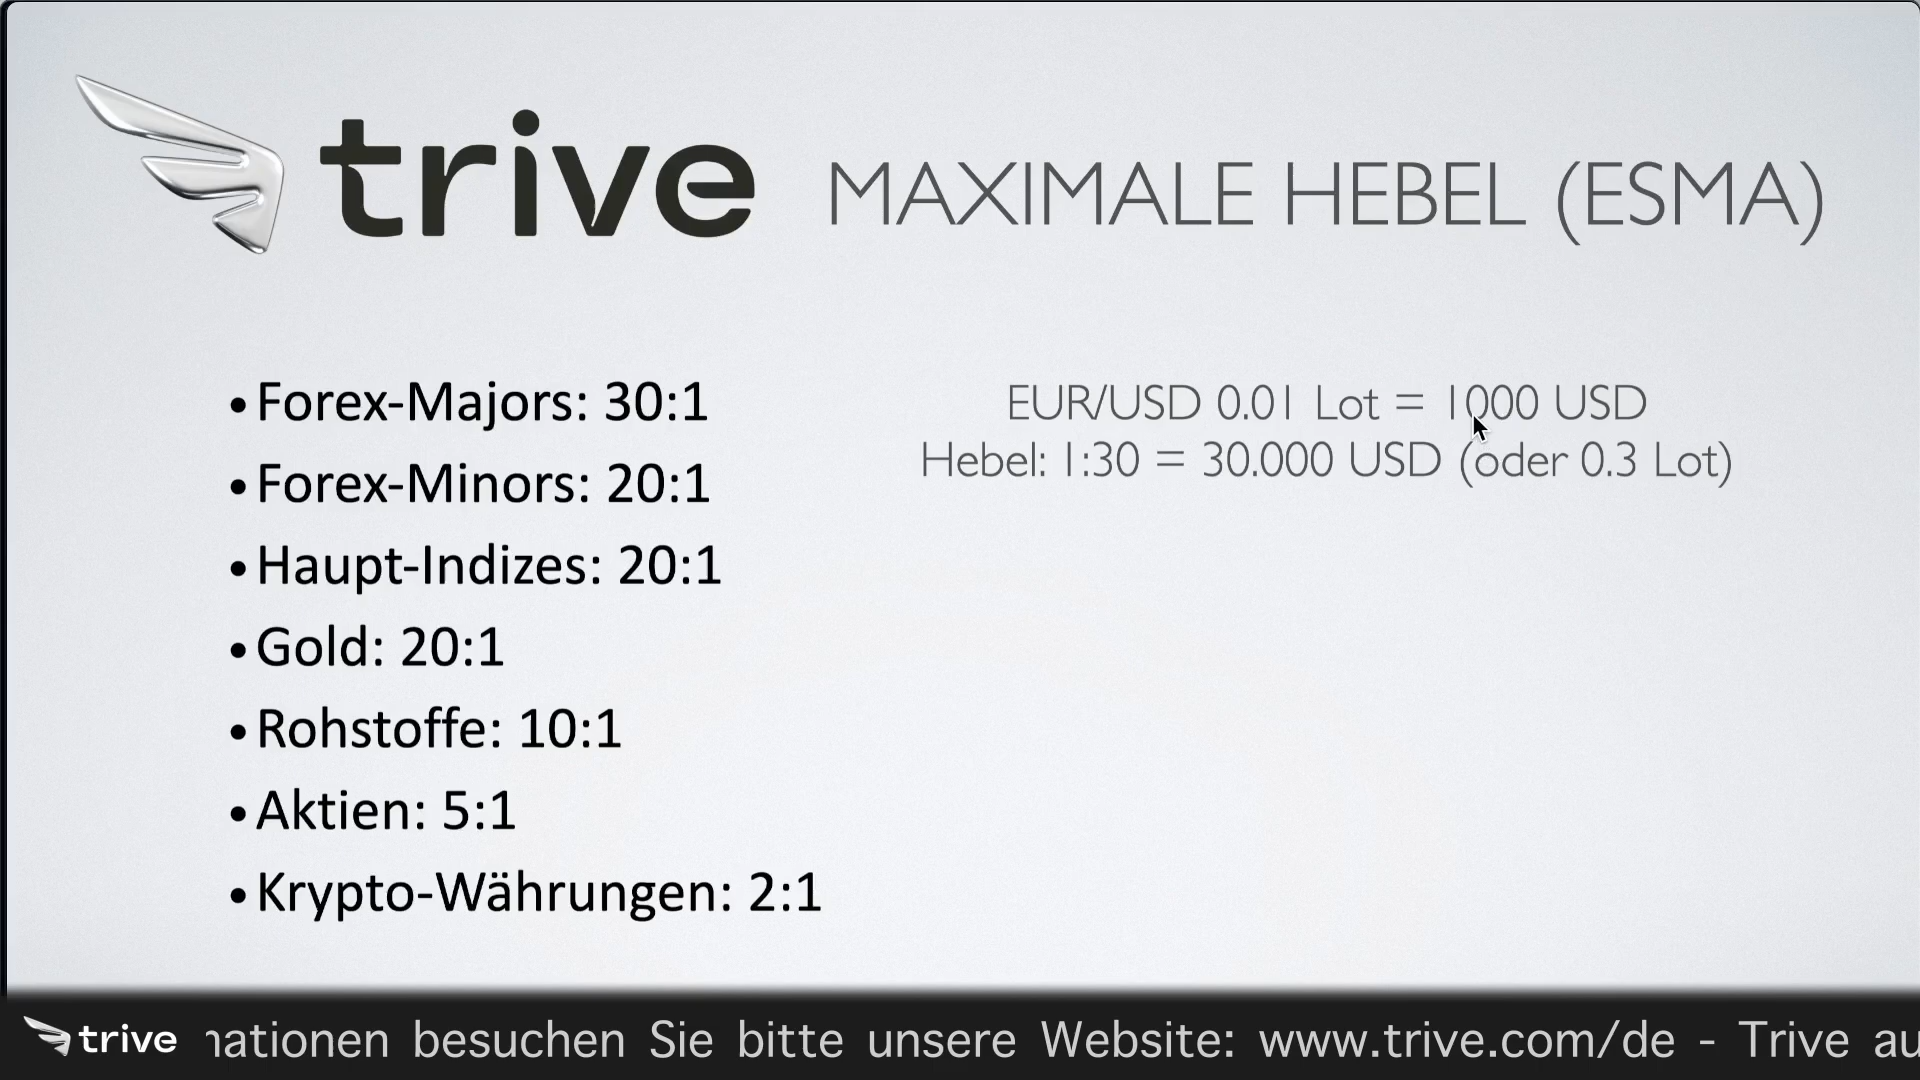 trive MAXIMALE HEBEL (ESMA)
• Forex-Majors: 30:1
• Forex-Minors: 20:1
• Haupt-Indizes: 20:1
• Gold: 20:1
• Rohstoffe: 10:1
• Aktien: 5:1
• Krypto-Währungen: 2:1
EUR/USD 0.01 Lot = 1000 USD
Hebel: 1:30 = 30.000 USD (oder 0.3 Lot)
trive nationen besuchen Sie bitte unsere Website: www.trive.com/de - Trive au